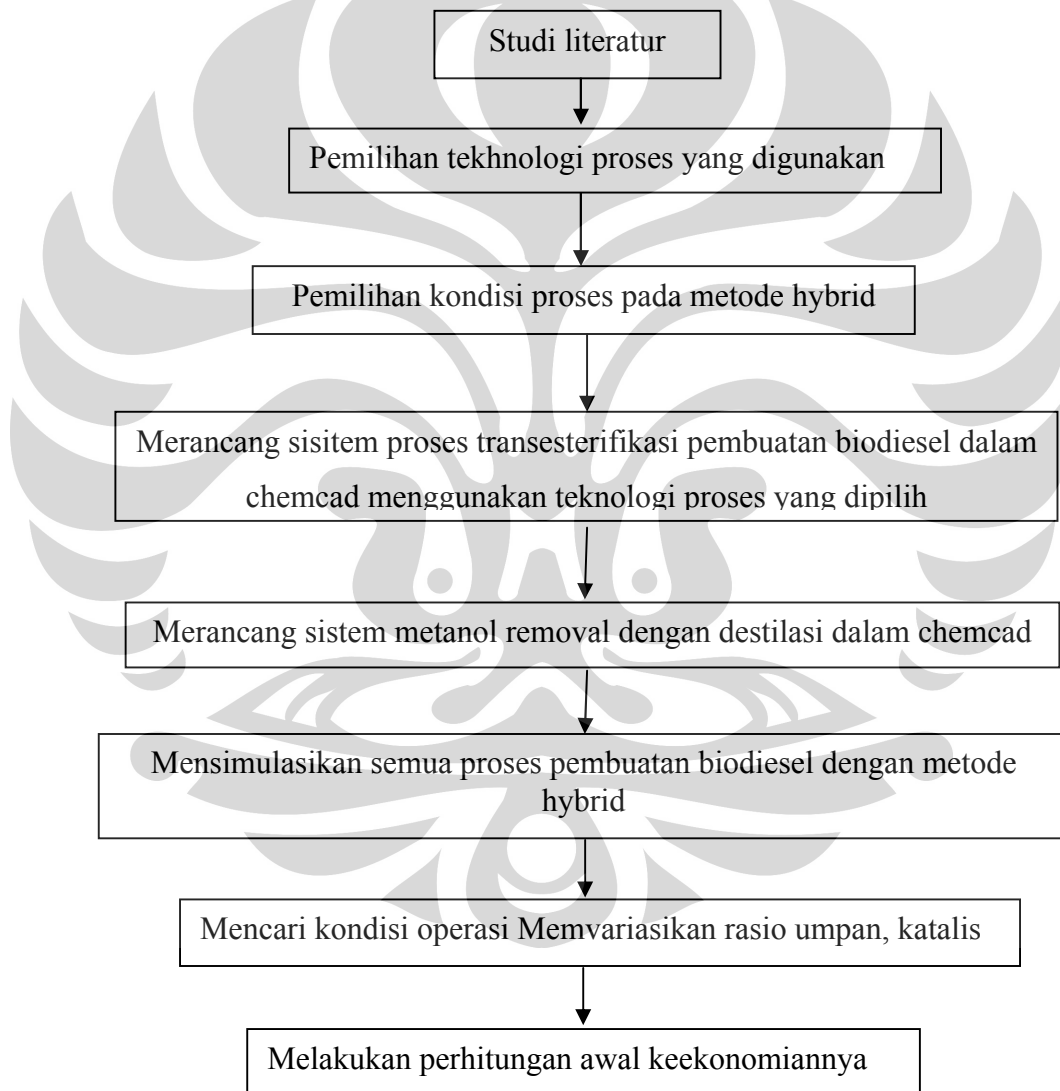 Studi literatur
Pemilihan tekhnologi proses yang digunakan
Pemilihan kondisi proses pada metode hybrid
Merancang sisitem proses transesterifikasi pembuatan biodiesel dalam
chemcad menggunakan teknologi proses yang dipilih
Merancang sistem metanol removal dengan destilasi dalam chemcad
Mensimulasikan semua proses pembuatan biodiesel dengan metode
hybrid
Mencari kondisi operasi Memvariasikan rasio umpan, katalis
Melakukan perhitungan awal keekonomiannya